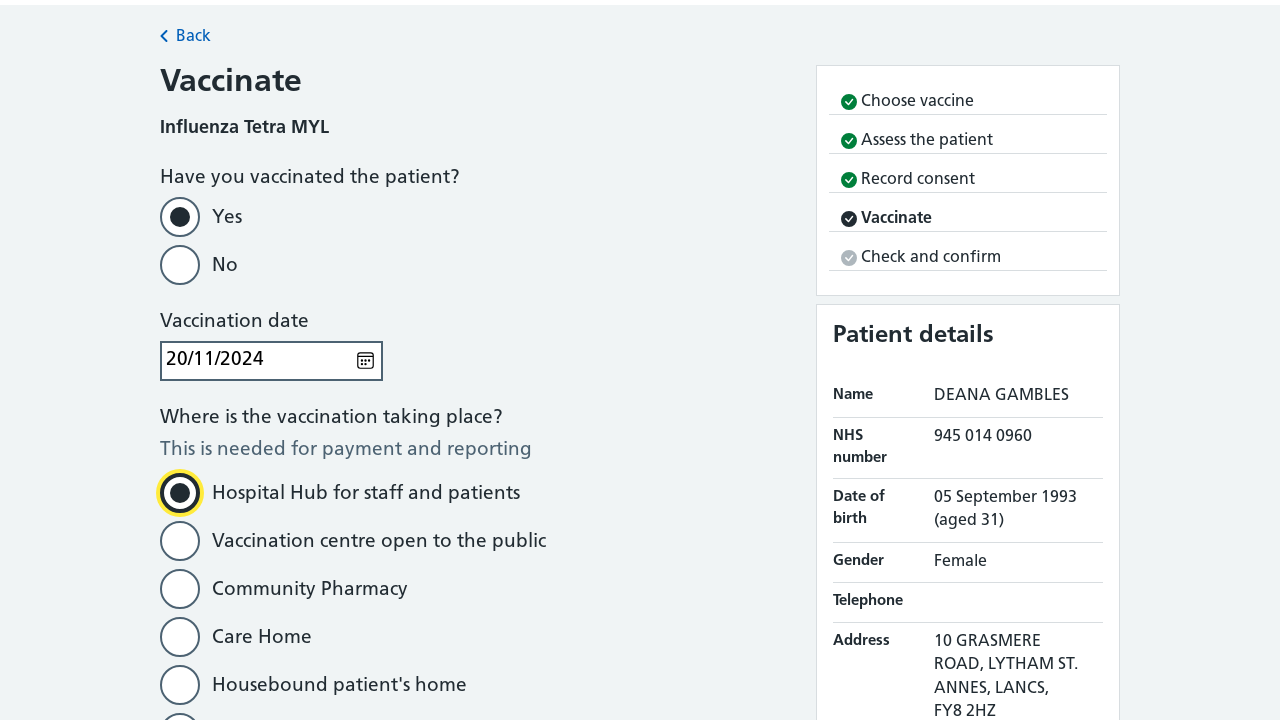 Back
Vaccinate
Influenza Tetra MYL
Have you vaccinated the patient?
Yes
No
Vaccination date
20/11/2024
Where is the vaccination taking place?
This is needed for payment and reporting
Hospital Hub for staff and patients
Vaccination centre open to the public
Community Pharmacy
Care Home
Housebound patient's home
Choose vaccine
Assess the patient
Record consent
Vaccinate
Check and confirm
Patient details
Name DEANA GAMBLES
NHS number 945 014 0960
Date of birth 05 September 1993 (aged 31)
Gender Female
Telephone
Address 10 GRASMERE
ROAD, LYTHAM ST.
ANNES, LANCS,
FY8 2HZ